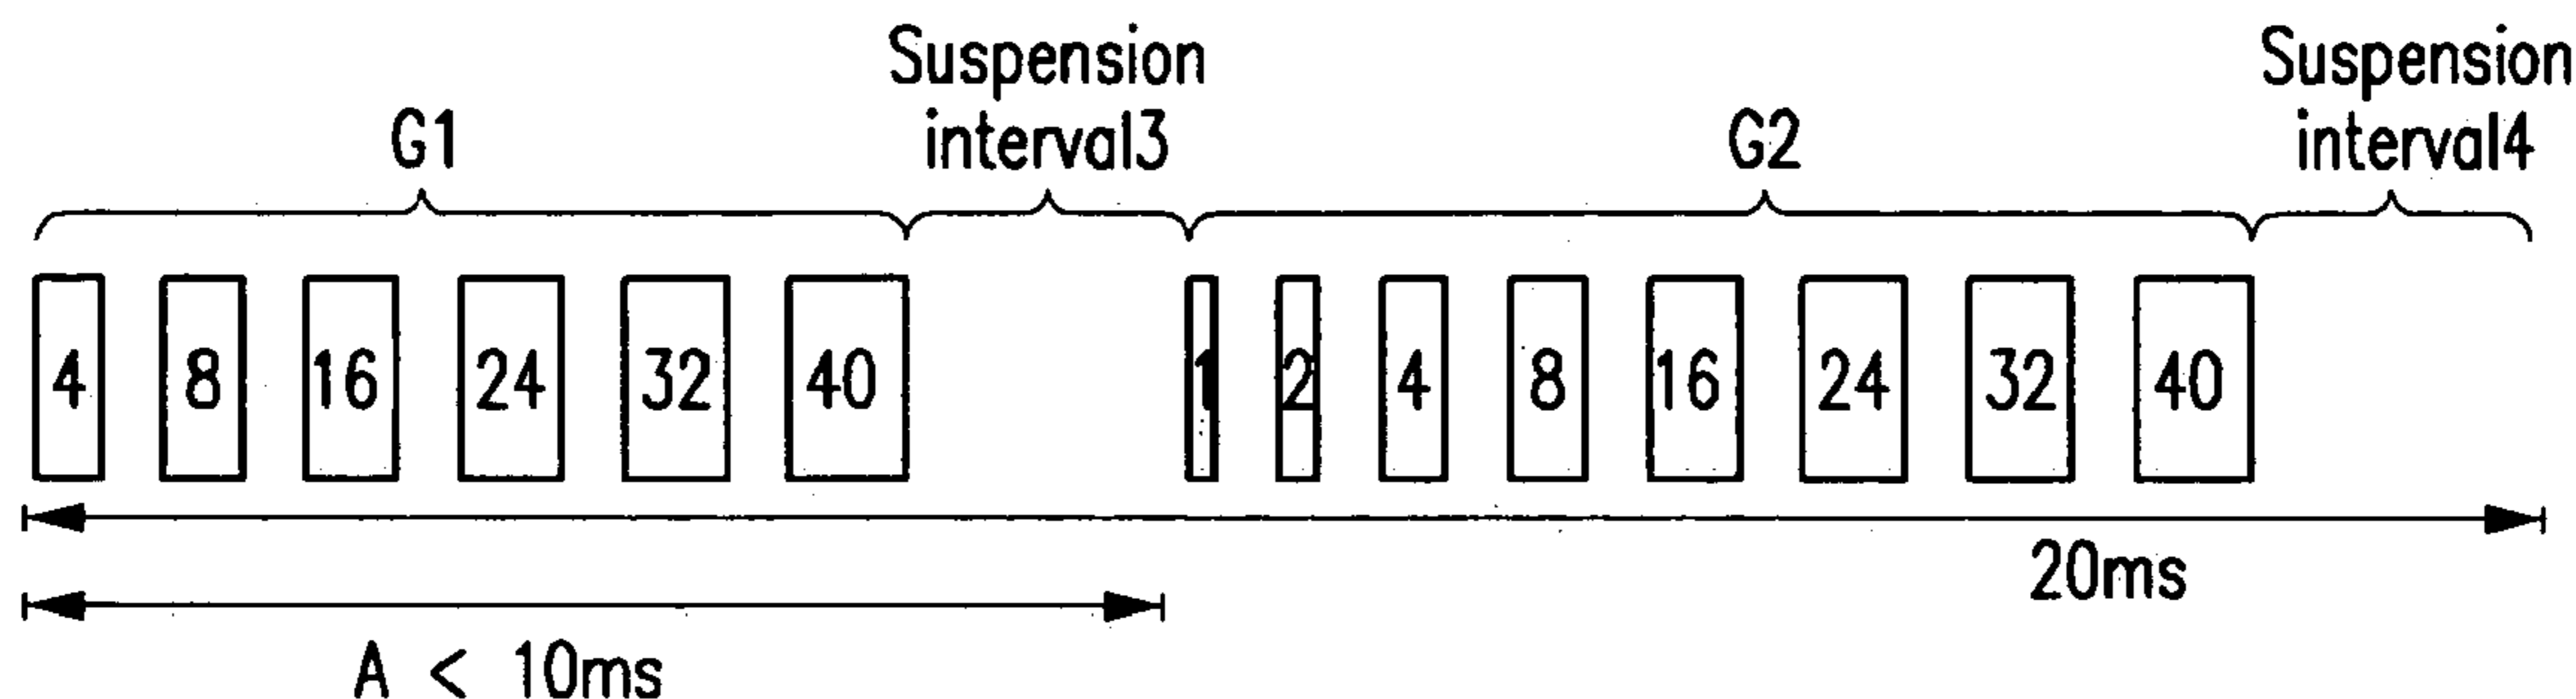 G1
Suspension
interval3
G2
Suspension
interval4
4 8 16 24 32 40 1 2 4 8 16 24 32 40
20ms
A < 10ms